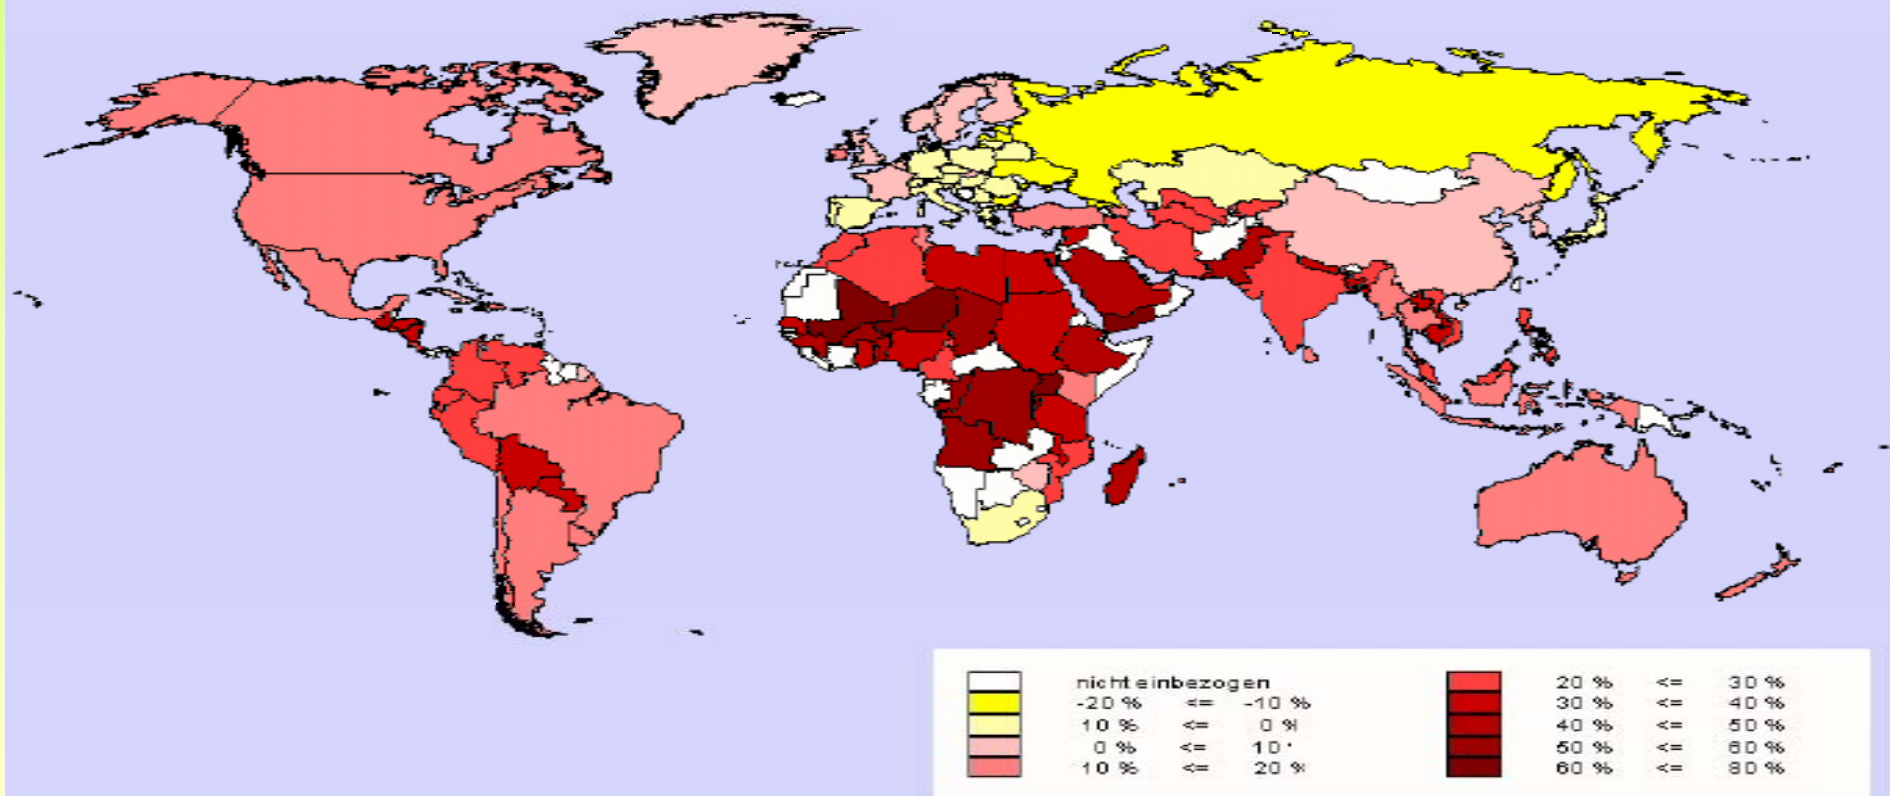 nicht einbezogen
-20 % <= -10 %
10 % <= 0 %
0 % <= 10 '
10 % <= 20 %
20 % <= 30 %
30 % <= 40 %
40 % <= 50 %
50 % <= 60 %
60 % <= 80 %